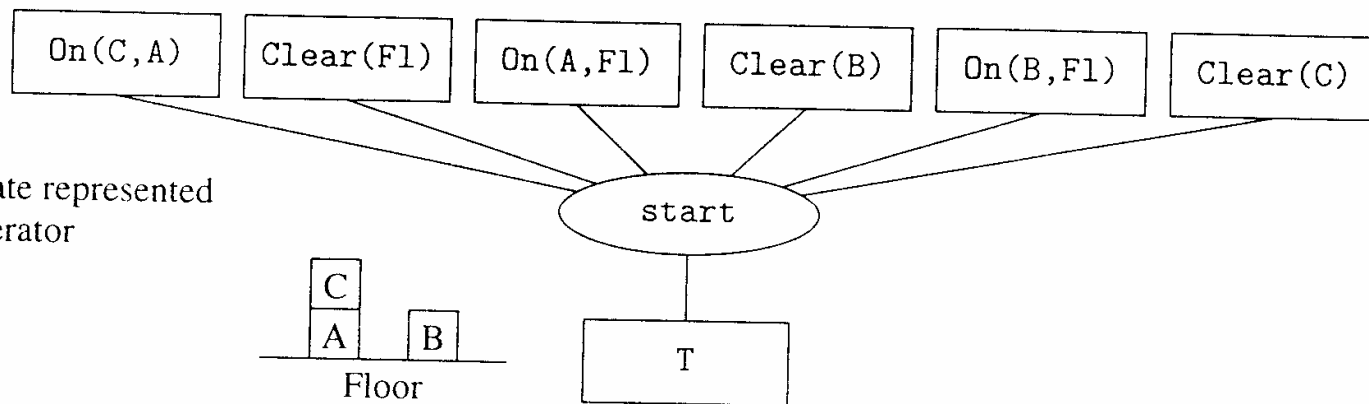 On(C,A) Clear(Fl) On(A,Fl) Clear(B) On(B,Fl) Clear(C)
ate represented
erator
start
C
A B
Floor
T